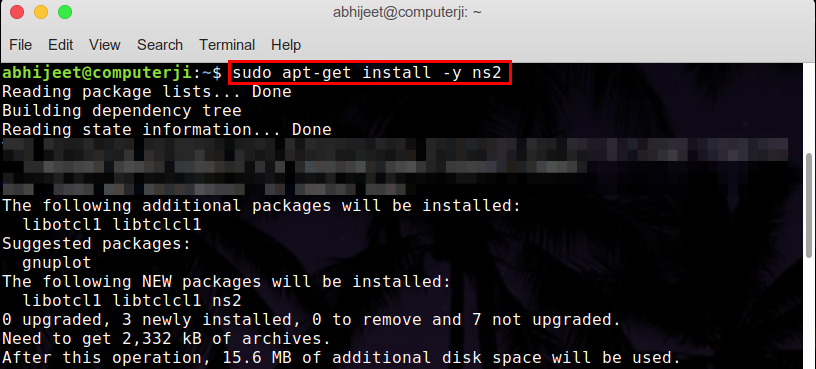 abhijeet@computerji: ~
File Edit View Search Terminal Help
abhijeet@computerji:~$ sudo apt-get install -y ns2
Reading package lists... Done
Building dependency tree
Reading state information... Done
The following additional packages will be installed:
libotcl1 libtclcl1
Suggested packages:
gnuplot
The following NEW packages will be installed:
libotcl1 libtclcl1 ns2
0 upgraded, 3 newly installed, 0 to remove and 7 not upgraded.
Need to get 2,332 kB of archives.
After this operation, 15.6 MB of additional disk space will be used.